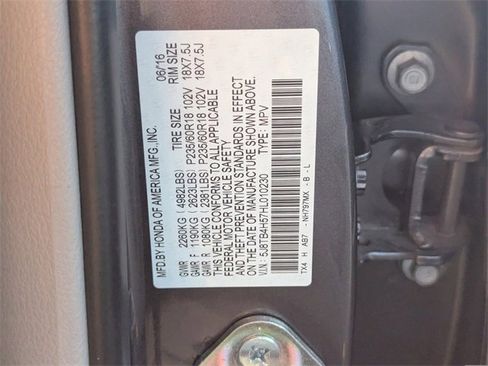 MFD.BY HONDA OF AMERICA MFG.,INC. 06/16
TIRE SIZE RIM SIZE
GVWR 2260KG ( 4982LBS)
GAWR F 1190KG ( 2623LBS) P235/60R18 102V 18X7.5J
GAWR R 1080KG ( 2381LBS) P235/60R18 102V 18X7.5J
THIS VEHICLE CONFORMS TO ALL APPLICABLE
FEDERAL MOTOR VEHICLE SAFETY
AND THEFT PREVENTION STANDARDS IN EFFECT
ON THE DATE OF MANUFACTURE SHOWN ABOVE.
V.I.N.: 5J8TB4H57HL010230 TYPE: MPV
TX4 H AB7 - NH797MX - B - L